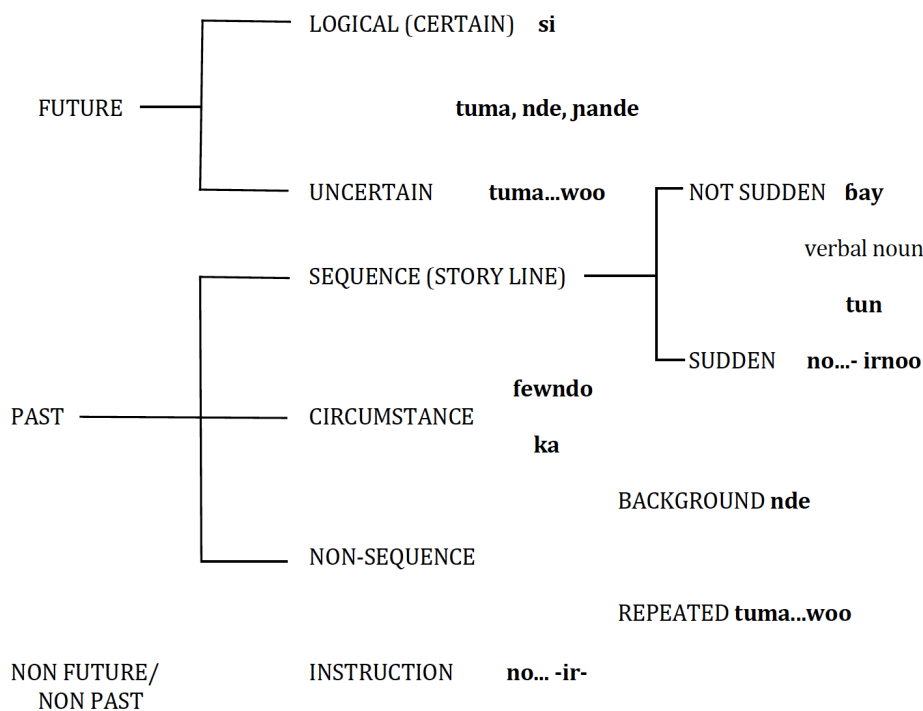 LOGICAL (CERTAIN) si
FUTURE
tuma, nde, ɲande
UNCERTAIN tuma...woo
NOT SUDDEN ɓay
verbal noun
SEQUENCE (STORY LINE)
tun
SUDDEN no...- irnoo
fewndo
PAST
CIRCUMSTANCE
ka
BACKGROUND nde
NON-SEQUENCE
REPEATED tuma...woo
NON FUTURE/
NON PAST
INSTRUCTION no... -ir-